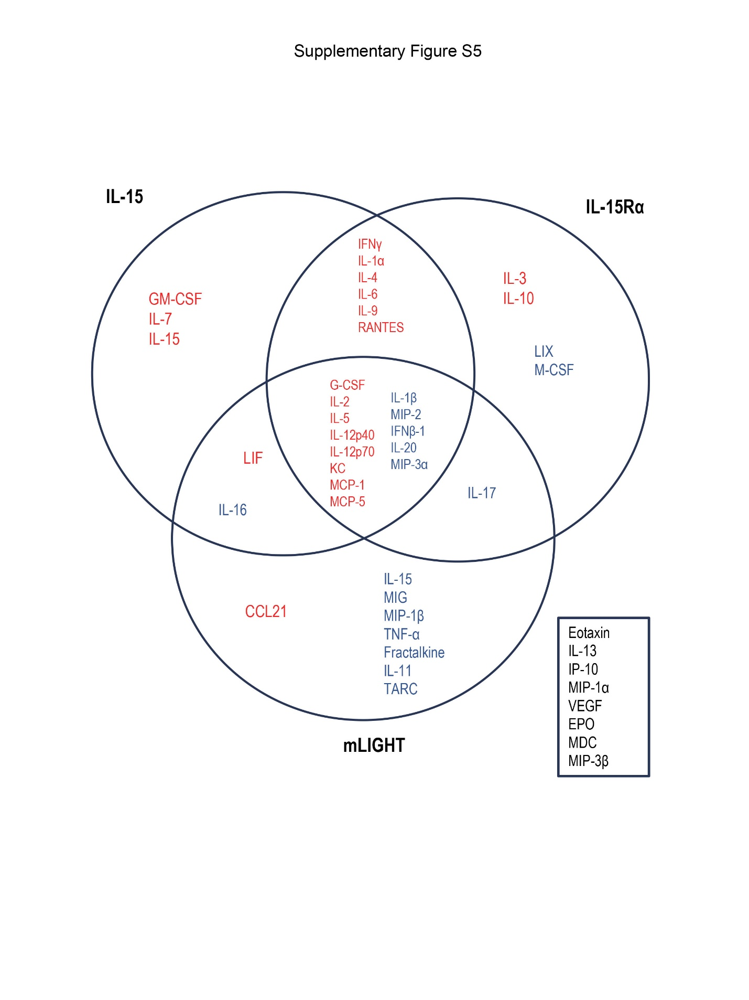 Supplementary Figure S5
IL-15
IL-15Rα
IFNγ
IL-1α
IL-4
IL-6
IL-9
RANTES
IL-3
IL-10
GM-CSF
IL-7
IL-15
LIX
M-CSF
G-CSF
IL-2
IL-5
IL-12p40
IL-12p70
KC
MCP-1
MCP-5
IL-1β
MIP-2
IFNβ-1
IL-20
MIP-3α
LIF
IL-16
IL-17
CCL21
IL-15
MIG
MIP-1β
TNF-α
Fractalkine
IL-11
TARC
Eotaxin
IL-13
IP-10
MIP-1α
VEGF
EPO
MDC
MIP-3β
mLIGHT